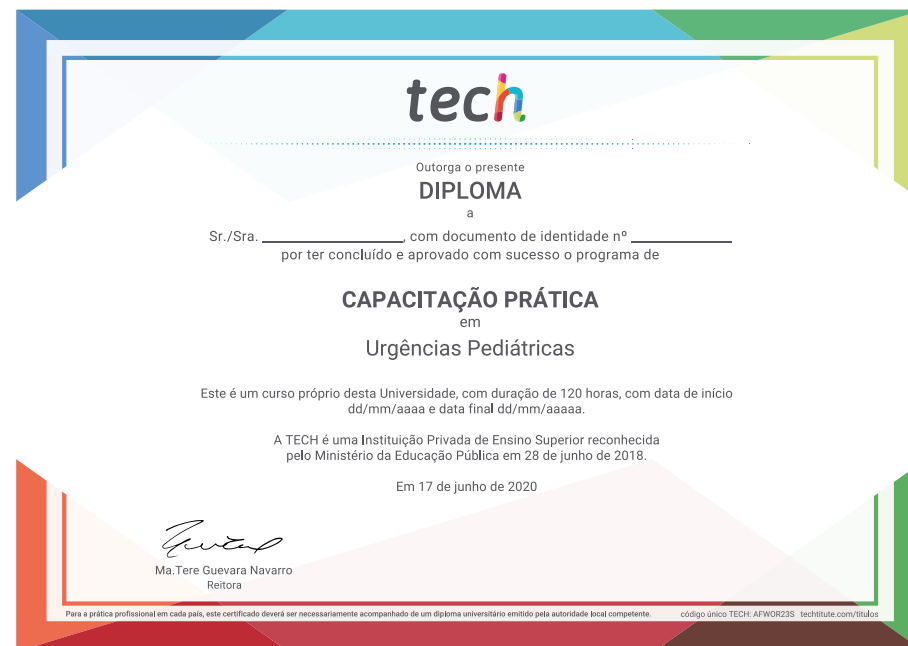 tech
Outorga o presente
DIPLOMA
a
Sr./Sra. ________________, com documento de identidade nº ____________
por ter concluído e aprovado com sucesso o programa de
CAPACITAÇÃO PRÁTICA
em
Urgências Pediátricas
Este é um curso próprio desta Universidade, com duração de 120 horas, com data de início
dd/mm/aaaa e data final dd/mm/aaaaa.
A TECH é uma Instituição Privada de Ensino Superior reconhecida
pelo Ministério da Educação Pública em 28 de junho de 2018.
Em 17 de junho de 2020
Ma.Tere Guevara Navarro
Reitora
Para a prática profissional em cada país, este certificado deverá ser necessariamente acompanhado de um diploma universitário emitido pela autoridade local competente. código único TECH: AFWOR23S techtitute.com/titulos